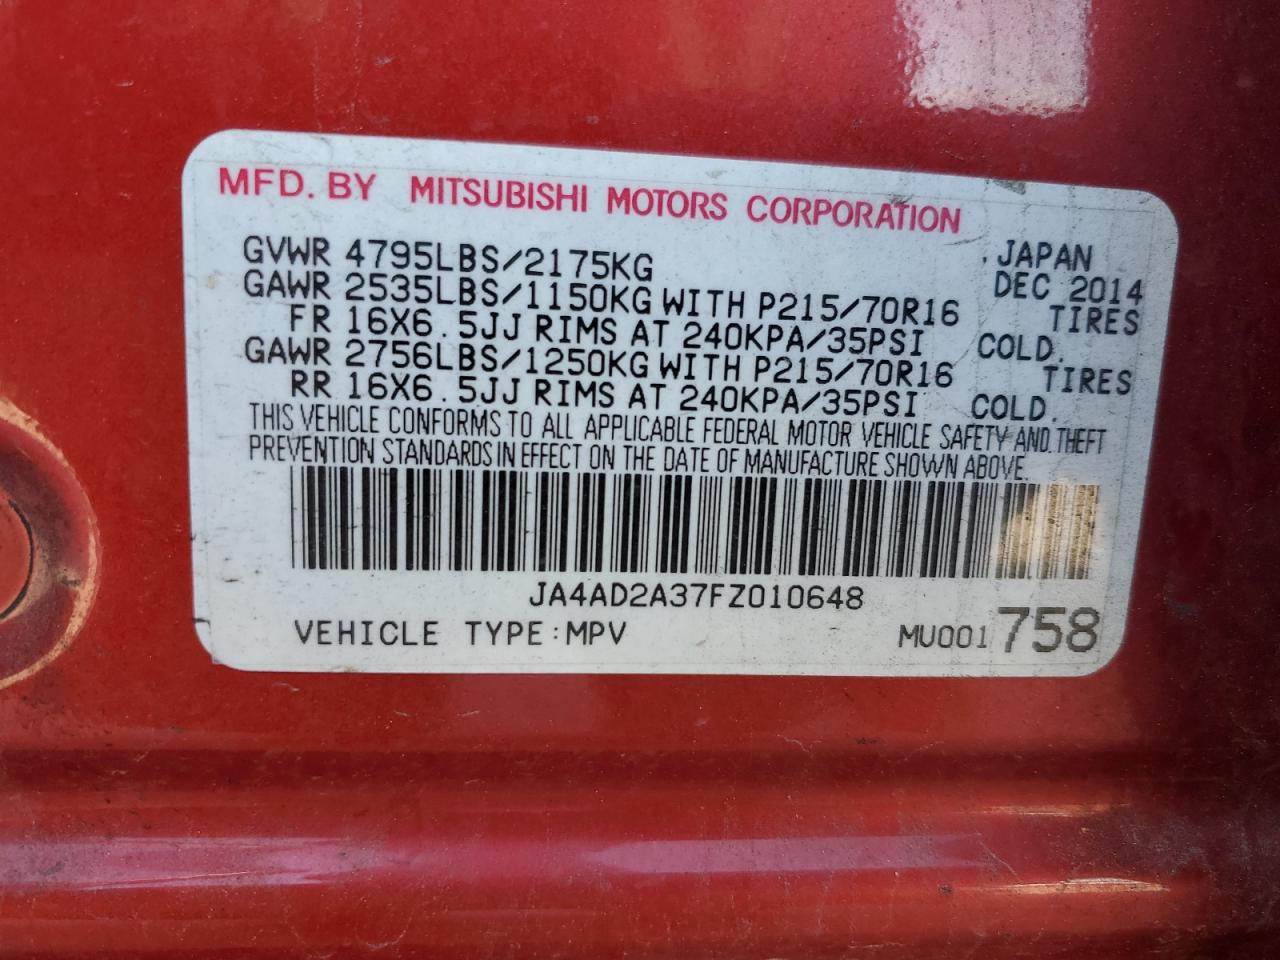 MFD. BY MITSUBISHI MOTORS CORPORATION
GVWR 4795LBS/2175KG JAPAN
DEC 2014
GAWR 2535LBS/1150KG WITH P215/70R16 TIRES
FR 16X6.5JJ RIMS AT 240KPA/35PSI COLD.
GAWR 2756LBS/1250KG WITH P215/70R16 TIRES
RR 16X6.5JJ RIMS AT 240KPA/35PSI COLD.
THIS VEHICLE CONFORMS TO ALL APPLICABLE FEDERAL MOTOR VEHICLE SAFETY AND THEFT
PREVENTION STANDARDS IN EFFECT ON THE DATE OF MANUFACTURE SHOWN ABOVE.
JA4AD2A37FZ010648
VEHICLE TYPE:MPV MU001758